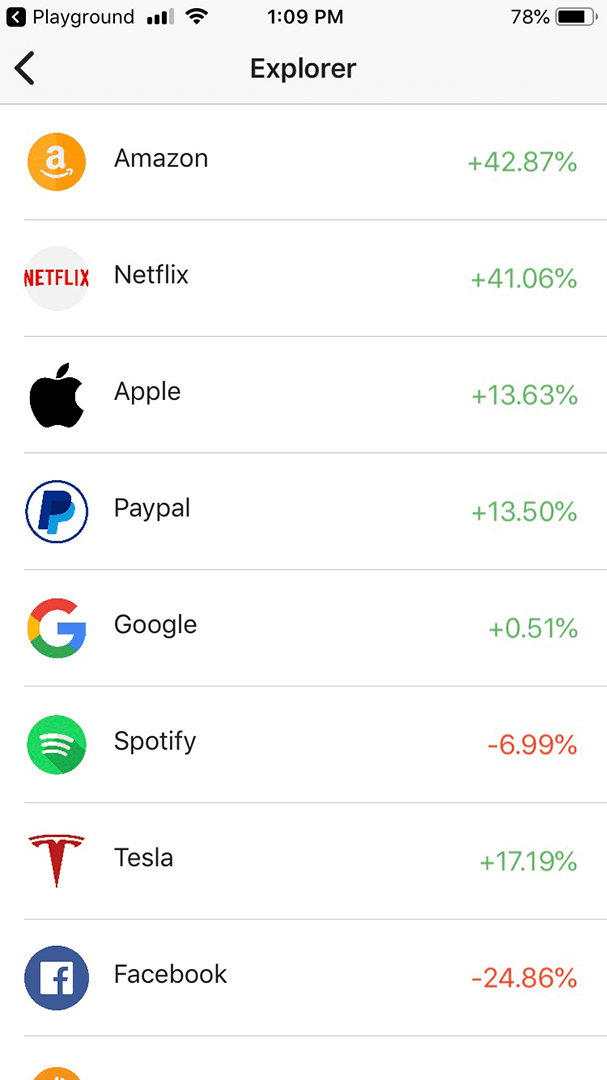 Playground 1:09 PM 78%
Explorer
a Amazon +42.87%
NETFLIX Netflix +41.06%
Apple +13.63%
Paypal +13.50%
G Google +0.51%
Spotify -6.99%
Tesla +17.19%
f Facebook -24.86%